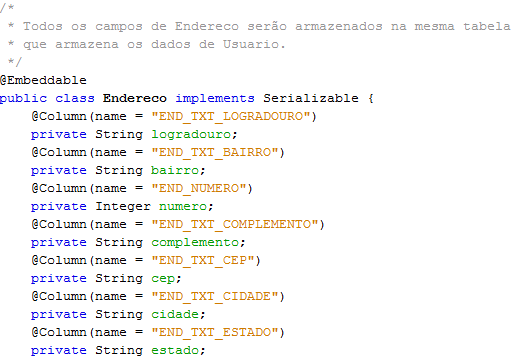 /*
 * Todos os campos de Endereco serão armazenados na mesma tabela
 * que armazena os dados de Usuario.
 */
@Embeddable
public class Endereco implements Serializable {
    @Column(name = "END_TXT_LOGRADOURO")
    private String logradouro;
    @Column(name = "END_TXT_BAIRRO")
    private String bairro;
    @Column(name = "END_NUMERO")
    private Integer numero;
    @Column(name = "END_TXT_COMPLEMENTO")
    private String complemento;
    @Column(name = "END_TXT_CEP")
    private String cep;
    @Column(name = "END_TXT_CIDADE")
    private String cidade;
    @Column(name = "END_TXT_ESTADO")
    private String estado;